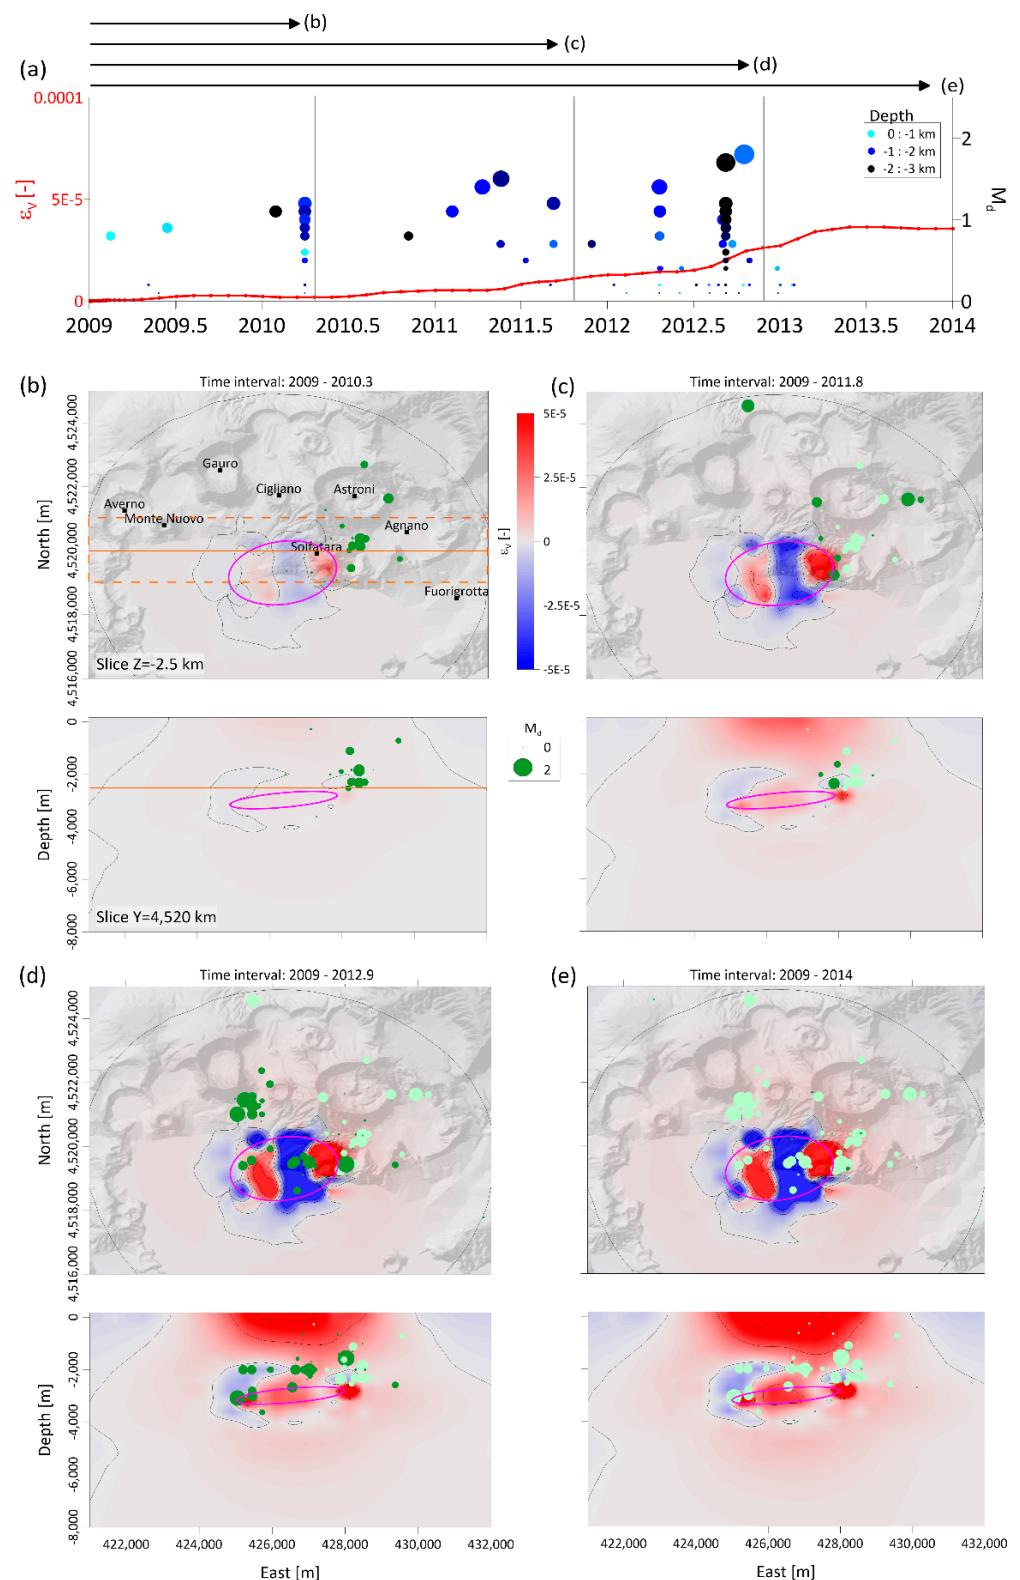 (b)
(c)
(d)
(a) (e)
0.0001
5E-5
0
εV [-]
Depth
0 : -1 km
-1 : -2 km
-2 : -3 km
2
1
0
Md
2009 2009.5 2010 2010.5 2011 2011.5 2012 2012.5 2013 2013.5 2014
(b) Time interval: 2009 - 2010.3
4,524,000
4,522,000
4,520,000
4,518,000
4,516,000
North [m]
Gauro
Cigliano
Astroni
Averno
Monte Nuovo
Agnano
Solfatara
Fuorigrotta
Slice Z=-2.5 km
5E-5
2.5E-5
0
-2.5E-5
-5E-5
εV [-]
(c) Time interval: 2009 - 2011.8
0
-2,000
-4,000
-6,000
-8,000
Depth [m]
Slice Y=4,520 km
Md
0
2
(d) Time interval: 2009 - 2012.9
4,524,000
4,522,000
4,520,000
4,518,000
4,516,000
North [m]
(e) Time interval: 2009 - 2014
0
-2,000
-4,000
-6,000
-8,000
Depth [m]
422,000 424,000 426,000 428,000 430,000 432,000
East [m]
422,000 424,000 426,000 428,000 430,000 432,000
East [m]